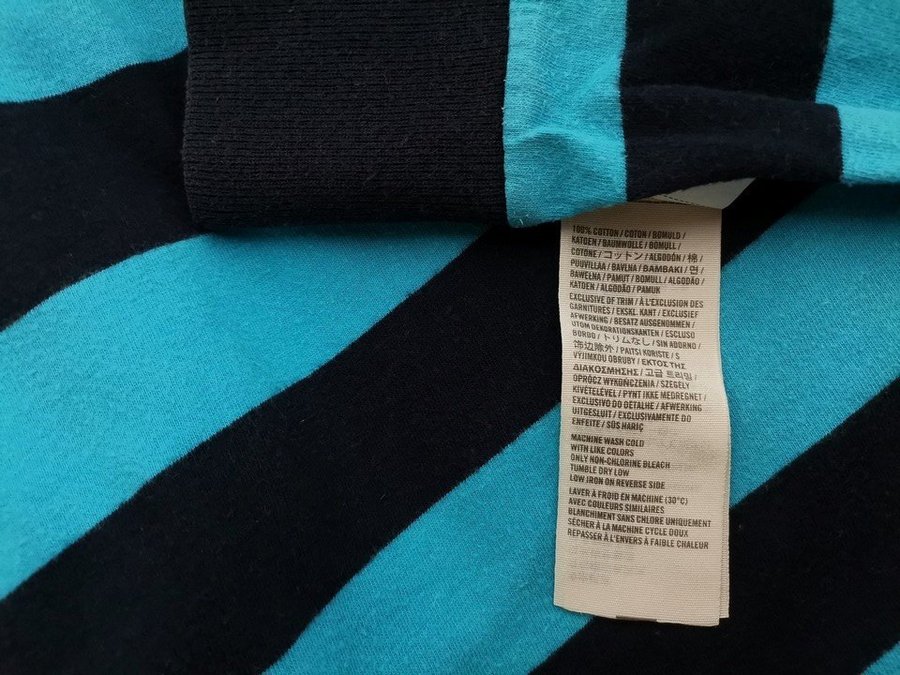 100% COTTON / COTON / BOMULD /
KATOEN / BAUMWOLLE / BOMULL /
COTONE / コットン / ALGODÓN / 棉 /
PUUVILLAA / BAVLNA / ΒΑΜΒΑΚΙ / 면 /
BAWEŁNA / PAMUT / BOMULL / ALGODÃO /
KATOEN / ALGODÃO / PAMUK
EXCLUSIVE OF TRIM / À L'EXCLUSION DES
GARNITURES / EKSKL. KANT / EXCLUSIEF
AFWERKING / BESATZ AUSGENOMMEN /
UTOM DEKORATIONSKANTEN / ESCLUSO
BORDO / トリムなし / SIN ADORNO /
饰边除外 / PAITSI KORISTE / S
VÝJIMKOU OBRUBY / ΕΚΤΟΣ ΤΗΣ
ΔΙΑΚΟΣΜΗΣΗΣ / 고급 트리밍 /
OPRÓCZ WYKOŃCZENIA / SZEGÉLY
KIVÉTELÉVEL / PYNT IKKE MEDREGNET /
EXCLUSIVO DO DETALHE / AFWERKING
UITGESLUIT / EXCLUSIVAMENTE DO
ENFEITE / SÜS HARİÇ
MACHINE WASH COLD
WITH LIKE COLORS
ONLY NON-CHLORINE BLEACH
TUMBLE DRY LOW
LOW IRON ON REVERSE SIDE
LAVER À FROID EN MACHINE (30°C)
AVEC COULEURS SIMILAIRES
BLANCHIMENT SANS CHLORE UNIQUEMENT
SÉCHER À LA MACHINE CYCLE DOUX
REPASSER À L'ENVERS À FAIBLE CHALEUR